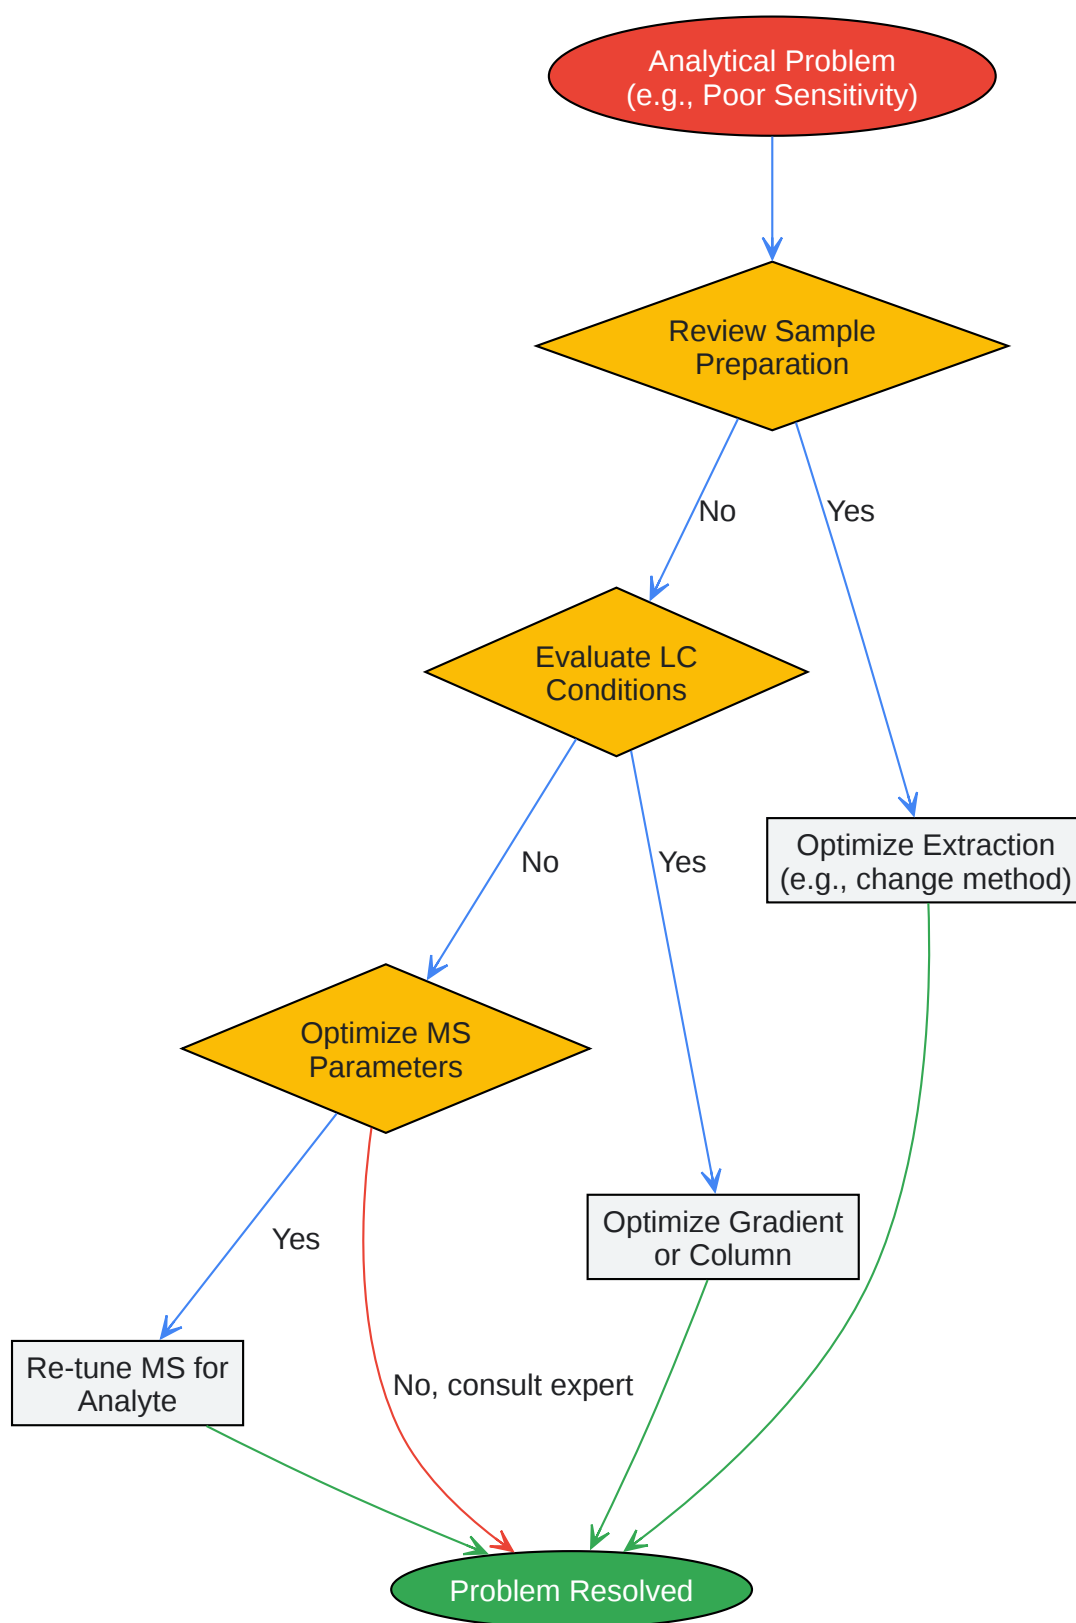 Analytical Problem
(e.g., Poor Sensitivity)
Review Sample
Preparation
No
Yes
Evaluate LC
Conditions
No
Yes
Optimize Extraction
(e.g., change method)
Optimize MS
Parameters
Yes
Optimize Gradient
or Column
Re-tune MS for
Analyte
No, consult expert
Problem Resolved